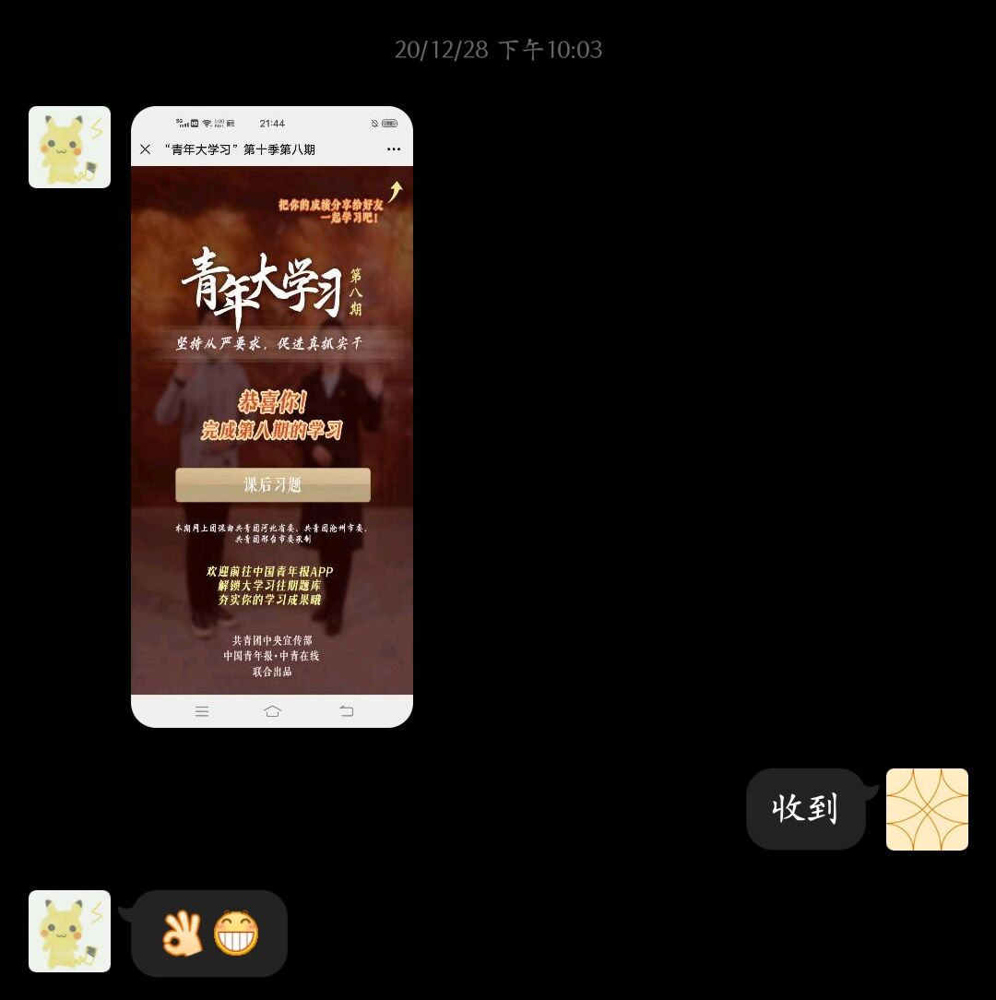 20/12/28 下午10:03
21:44
“青年大学习”第十季第八期
把你的成绩分享给好友
一起学习吧！
青年大学习
第八期
坚持从严要求，促进真抓实干
恭喜你！
完成第八期的学习
课后习题
本期网上团课由共青团河北省委、共青团沧州市委、
共青团邢台市委录制
欢迎前往中国青年报APP
解锁大学习往期题库
夯实你的学习成果哦
共青团中央宣传部
中国青年报·中青在线
联合出品
收到